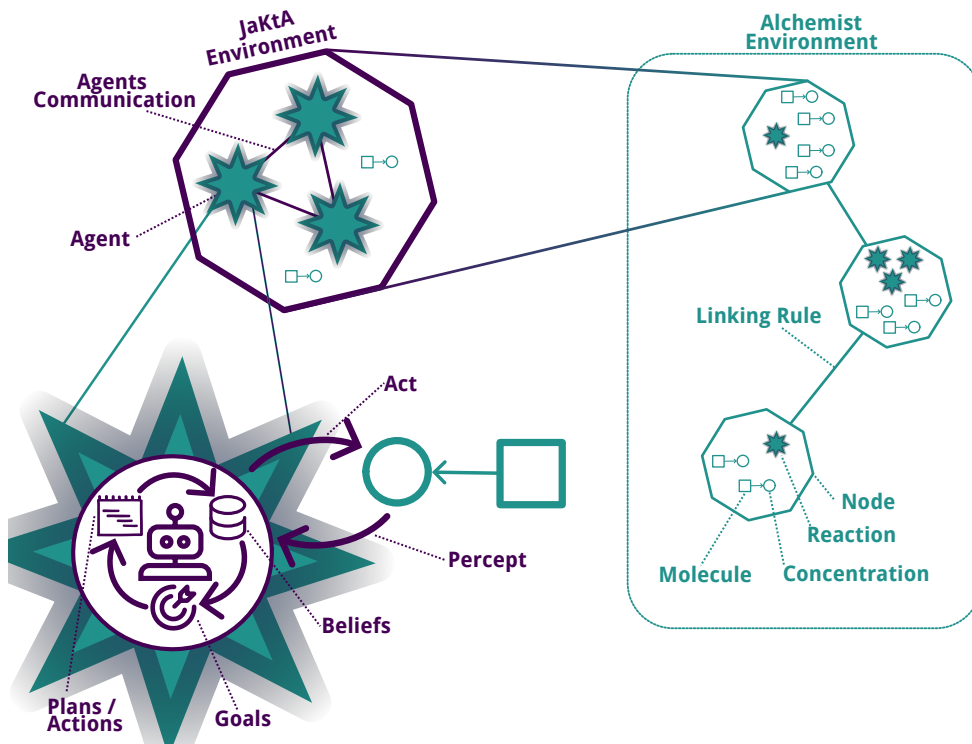 JaKtA
Environment
Agents
Communication
Agent
Alchemist
Environment
Linking Rule
Node
Reaction
Molecule
Concentration
Act
Percept
Beliefs
Goals
Plans /
Actions